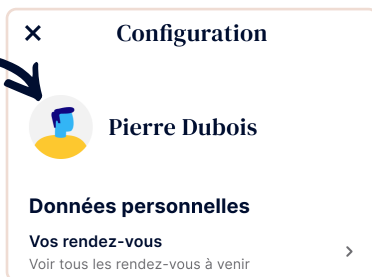 Configuration
Pierre Dubois
Données personnelles
Vos rendez-vous
Voir tous les rendez-vous à venir